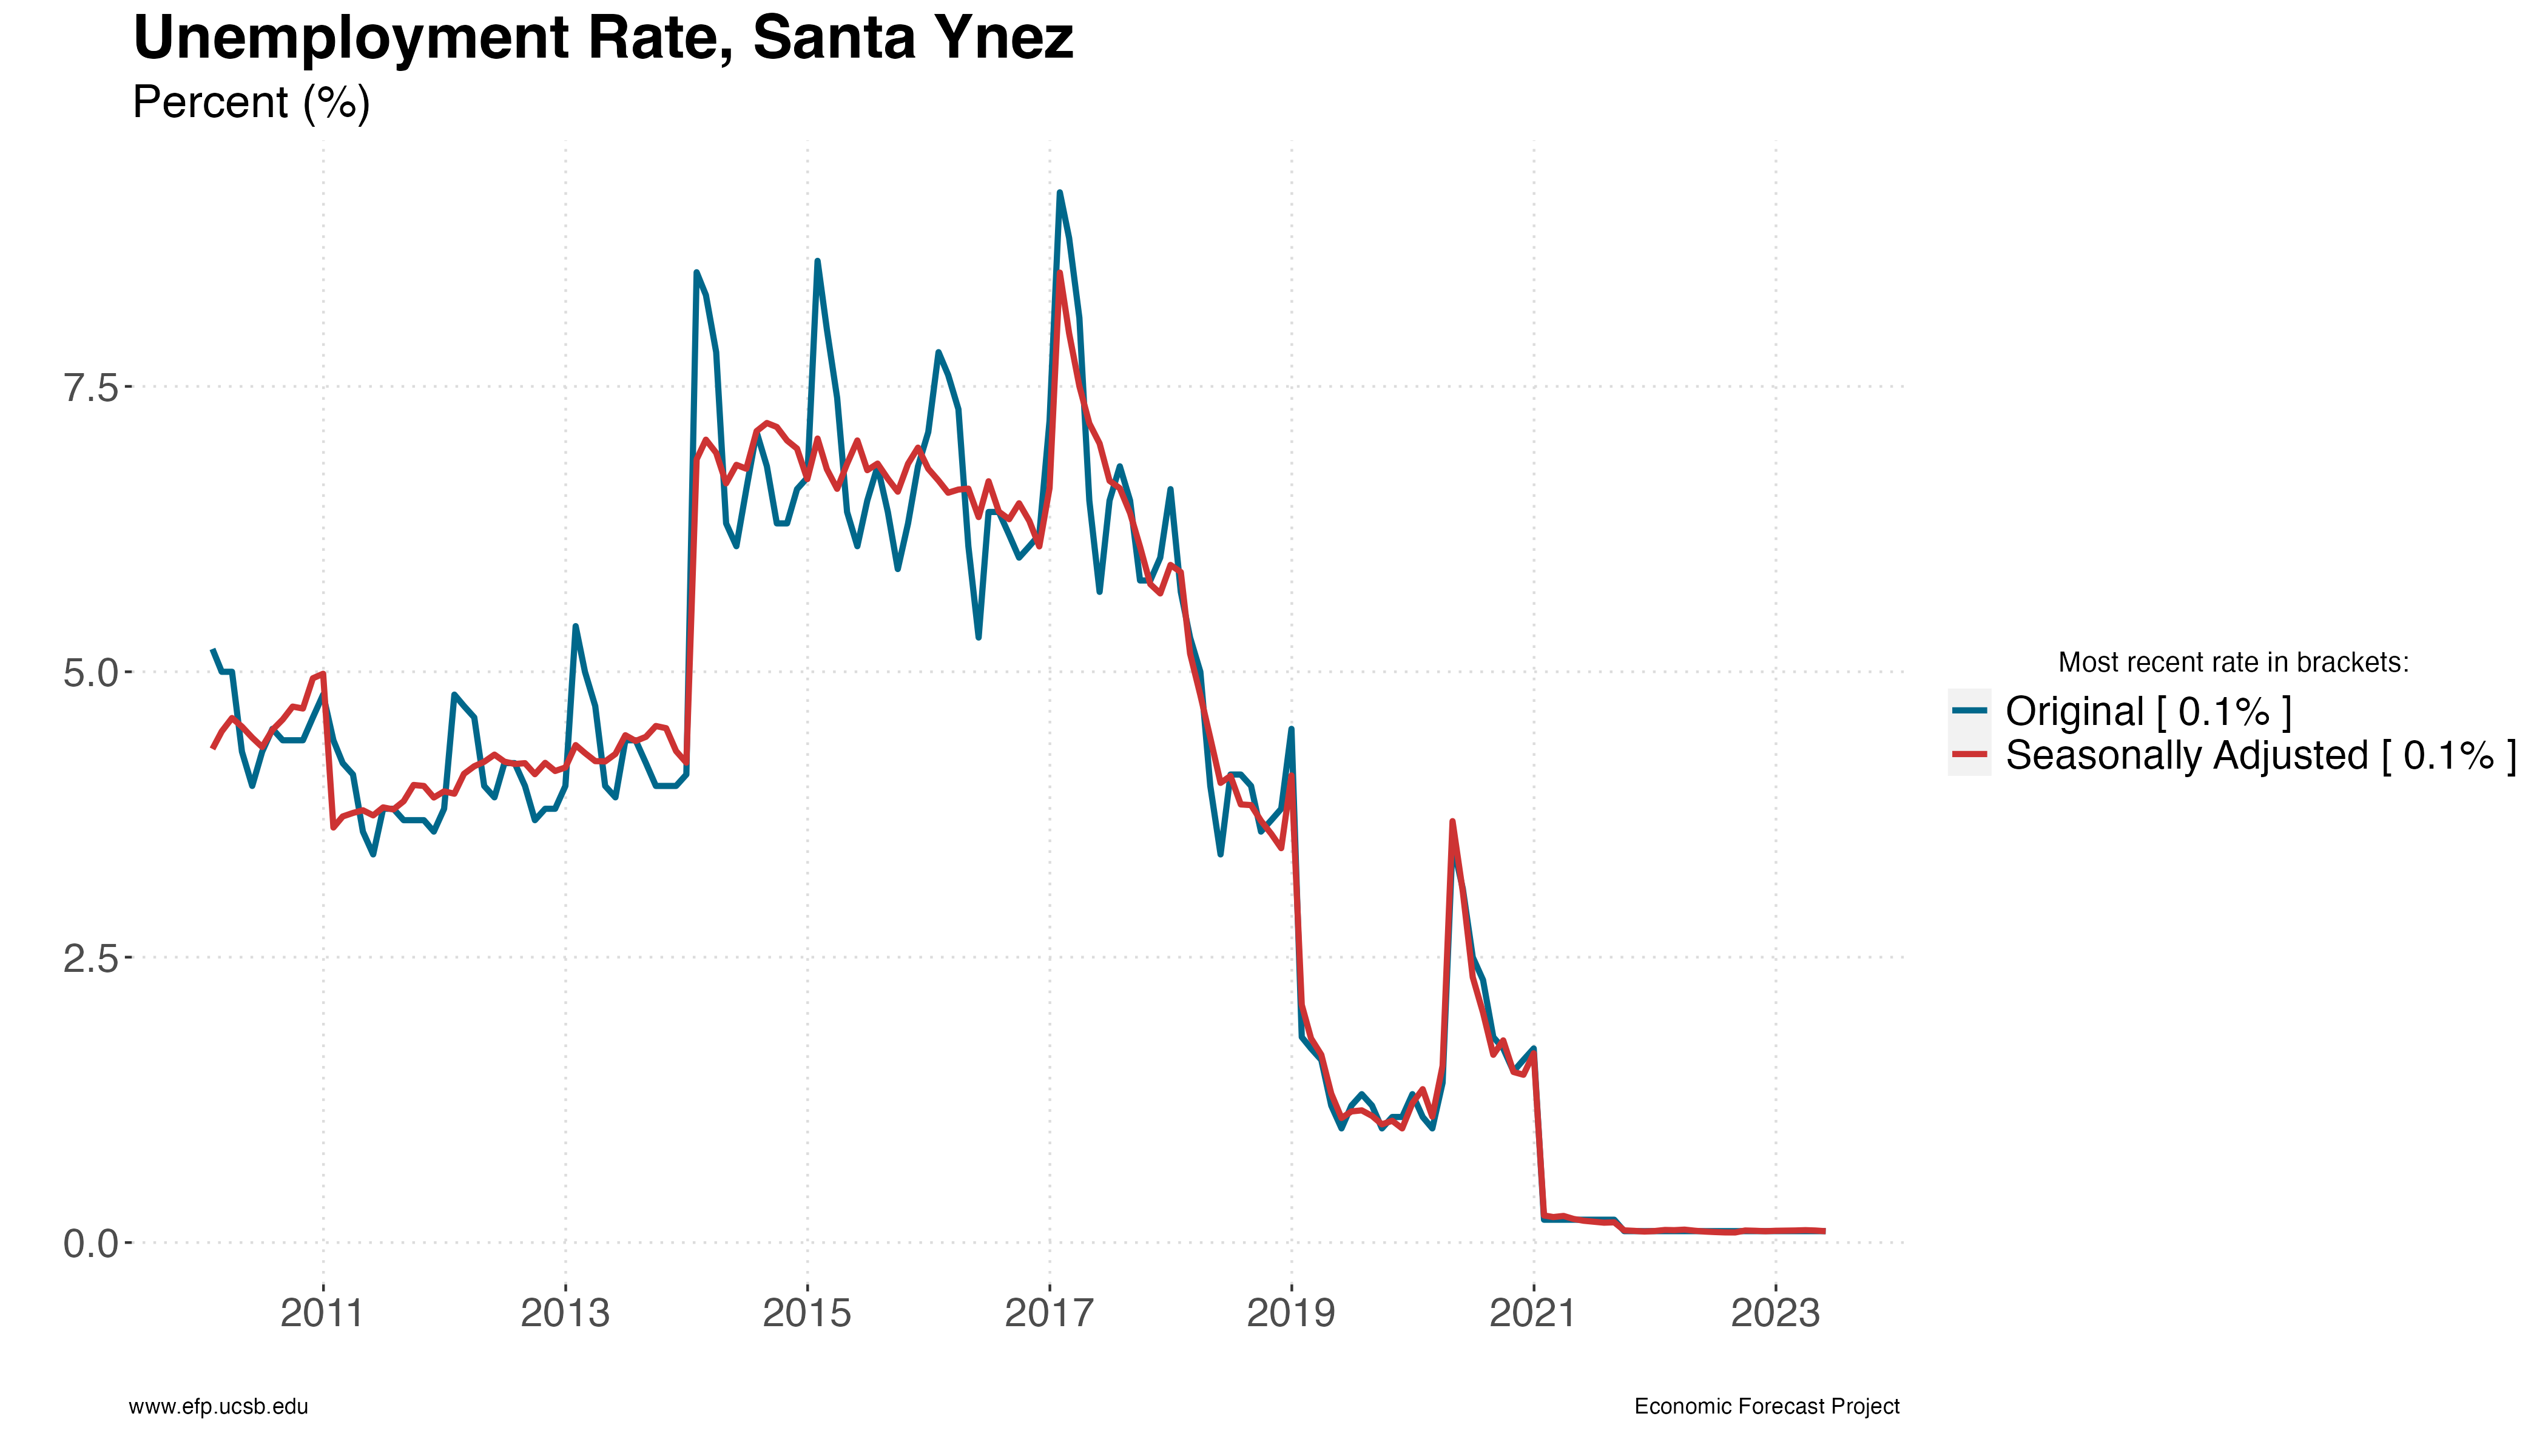 Unemployment Rate, Santa Ynez
Percent (%)
7.5
5.0
2.5
0.0
2011 2013 2015 2017 2019 2021 2023
Most recent rate in brackets:
Original [ 0.1% ]
Seasonally Adjusted [ 0.1% ]
www.efp.ucsb.edu
Economic Forecast Project